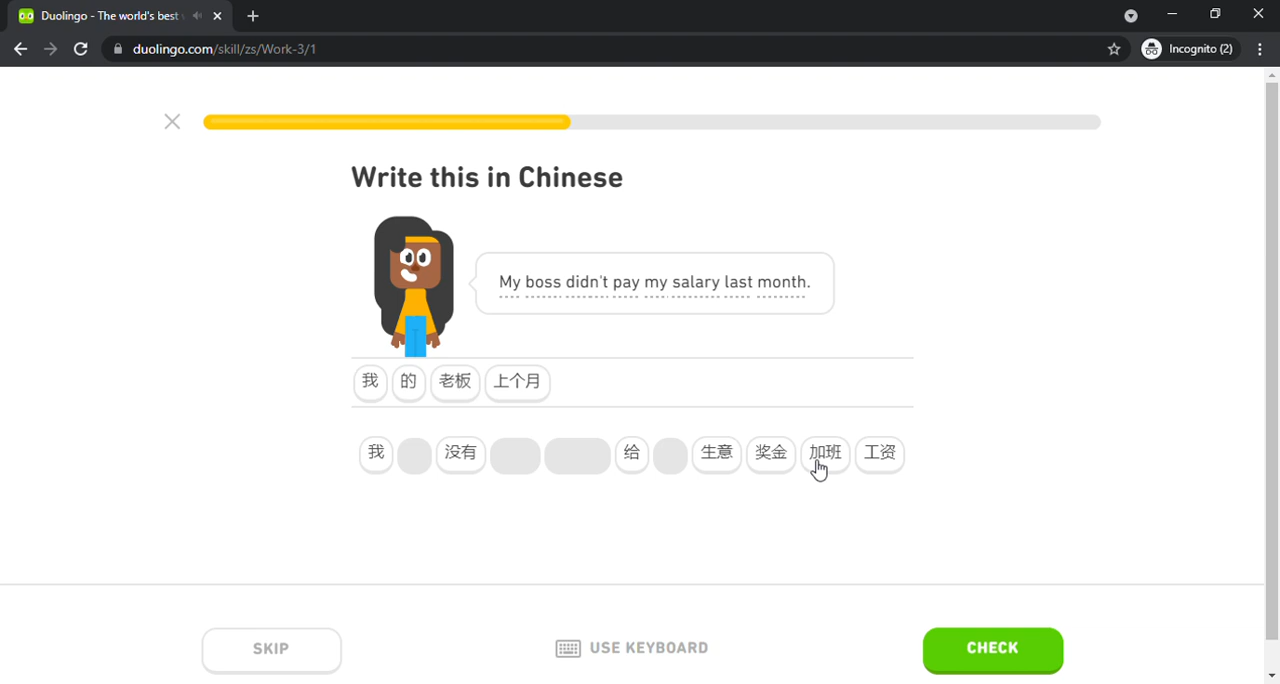 Duolingo - The world's best
duolingo.com/skill/zs/Work-3/1
Incognito (2)
Write this in Chinese
My boss didn't pay my salary last month.
我 的 老板 上个月
我 没有 给 生意 奖金 加班 工资
SKIP
USE KEYBOARD
CHECK